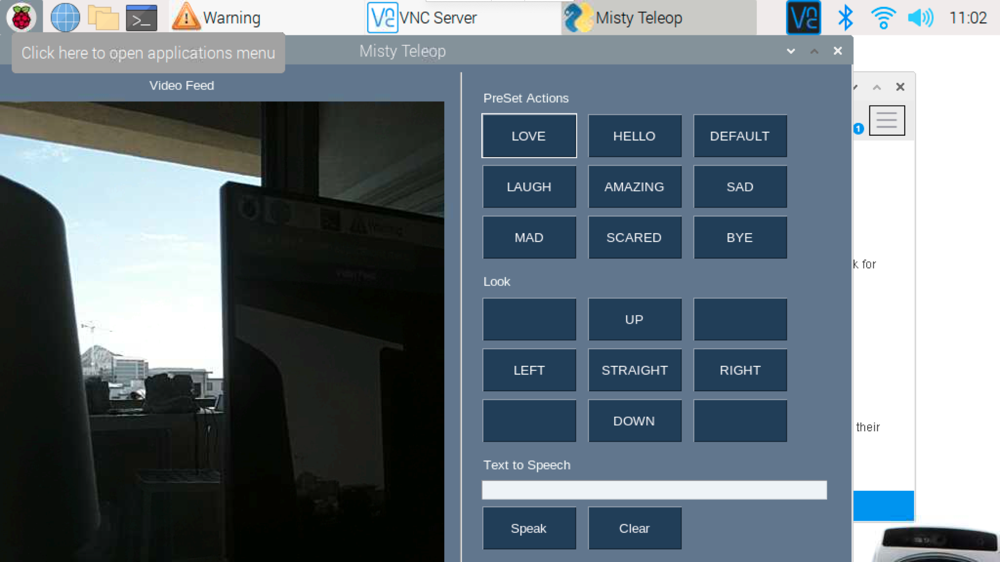 Warning
VNC Server
Misty Teleop
11:02
Click here to open applications menu
Misty Teleop
Video Feed
PreSet Actions
LOVE
HELLO
DEFAULT
LAUGH
AMAZING
SAD
MAD
SCARED
BYE
Look
UP
LEFT
STRAIGHT
RIGHT
DOWN
Text to Speech
Speak
Clear
1
k for
their